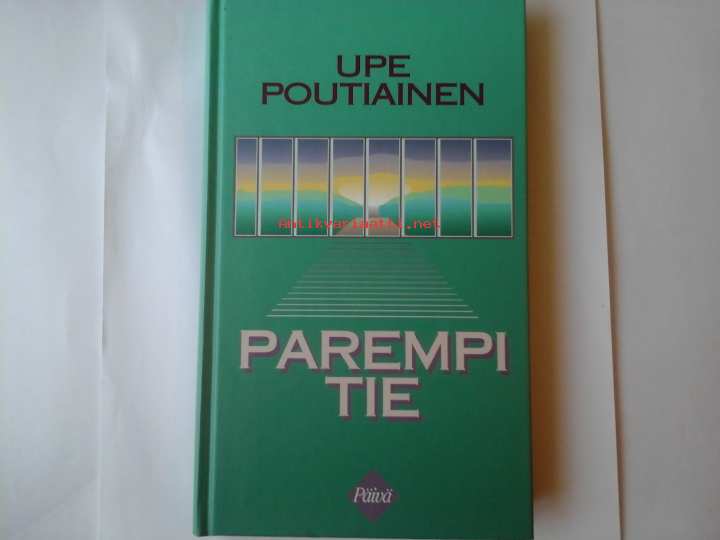 UPE
POUTIAINEN
Antikvariaatti.net
PAREMPI
TIE
Päivä